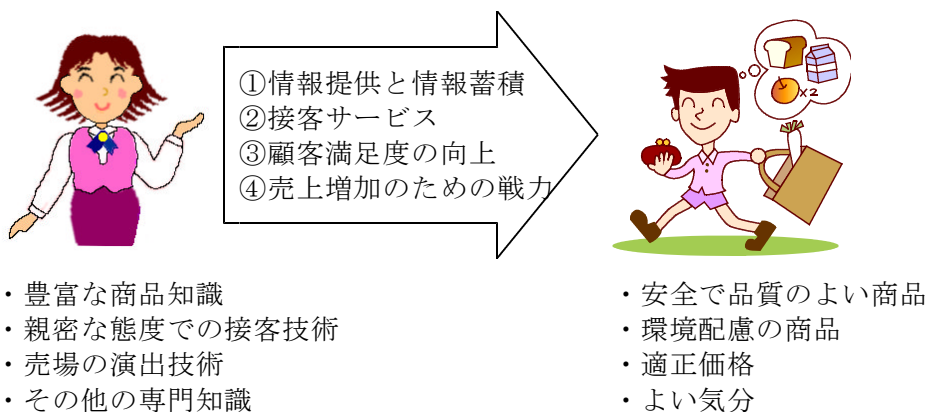 ①情報提供と情報蓄積
②接客サービス
③顧客満足度の向上
④売上増加のための戦力
×2
・豊富な商品知識
・親密な態度での接客技術
・売場の演出技術
・その他の専門知識
・安全で品質のよい商品
・環境配慮の商品
・適正価格
・よい気分